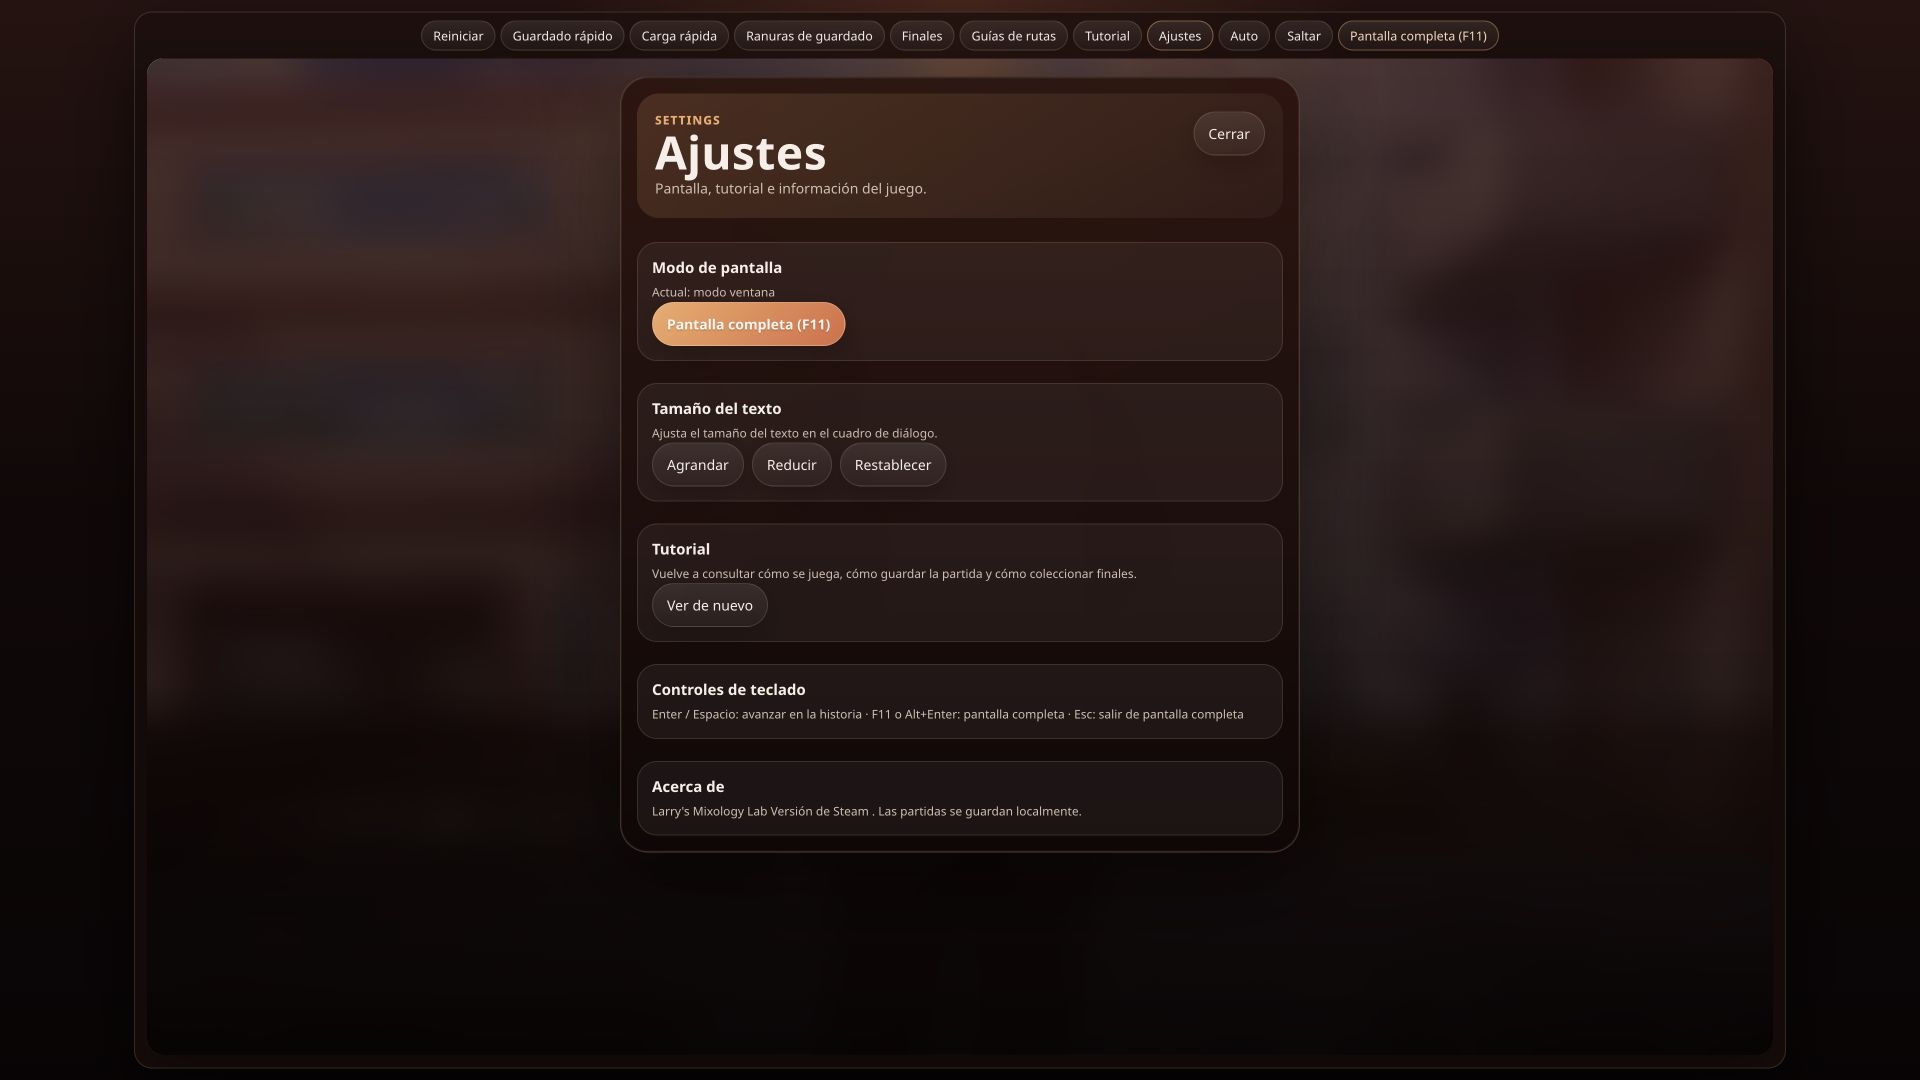 Reiniciar
Guardado rápido
Carga rápida
Ranuras de guardado
Finales
Guías de rutas
Tutorial
Ajustes
Auto
Saltar
Pantalla completa (F11)
SETTINGS
Ajustes
Pantalla, tutorial e información del juego.
Cerrar
Modo de pantalla
Actual: modo ventana
Pantalla completa (F11)
Tamaño del texto
Ajusta el tamaño del texto en el cuadro de diálogo.
Agrandar
Reducir
Restablecer
Tutorial
Vuelve a consultar cómo se juega, cómo guardar la partida y cómo coleccionar finales.
Ver de nuevo
Controles de teclado
Enter / Espacio: avanzar en la historia · F11 o Alt+Enter: pantalla completa · Esc: salir de pantalla completa
Acerca de
Larry's Mixology Lab Versión de Steam . Las partidas se guardan localmente.